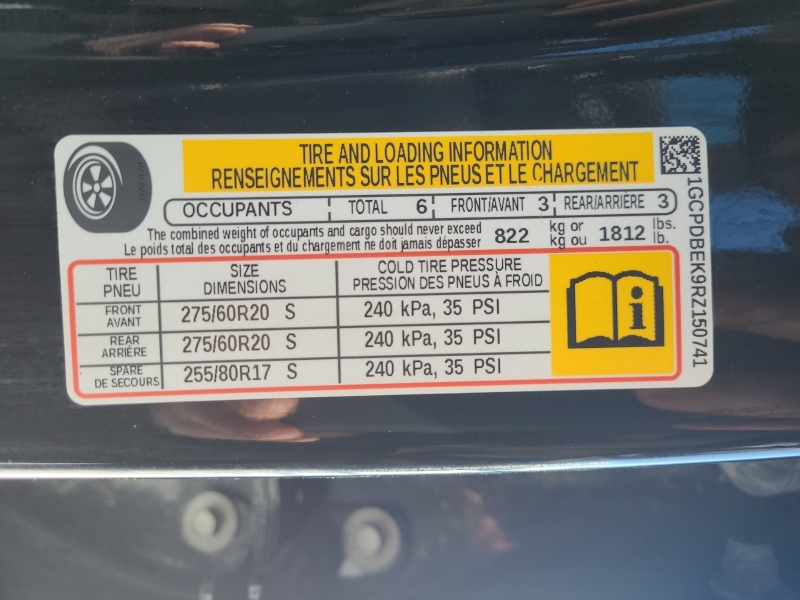 TIRE AND LOADING INFORMATION
RENSEIGNEMENTS SUR LES PNEUS ET LE CHARGEMENT
OCCUPANTS TOTAL 6 FRONT/AVANT 3 REAR/ARRIÈRE 3
The combined weight of occupants and cargo should never exceed 822 kg or 1812 lbs.
Le poids total des occupants et du chargement ne doit jamais dépasser kg ou lb.
TIRE PNEU SIZE DIMENSIONS COLD TIRE PRESSURE PRESSION DES PNEUS À FROID
FRONT AVANT 275/60R20 S 240 kPa, 35 PSI
REAR ARRIÈRE 275/60R20 S 240 kPa, 35 PSI
SPARE DE SECOURS 255/80R17 S 240 kPa, 35 PSI
1GCPDBEK9RZ150741